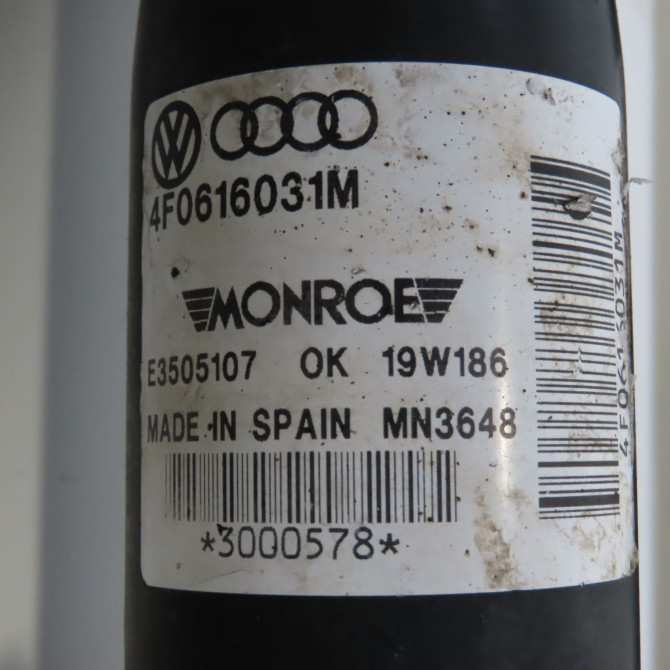 4F0616031M
MONROE
E3505107 OK 19W186
MADE IN SPAIN MN3648
*3000578*
4F0616031M